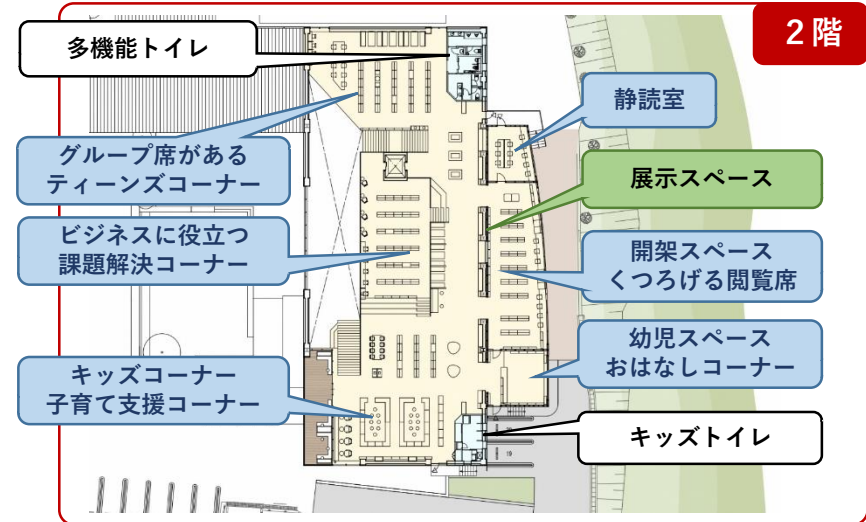 ２階
多機能トイレ
静読室
グループ席がある
ティーンズコーナー
展示スペース
ビジネスに役立つ
課題解決コーナー
開架スペース
くつろげる閲覧席
幼児スペース
おはなしコーナー
キッズコーナー
子育て支援コーナー
キッズトイレ
19